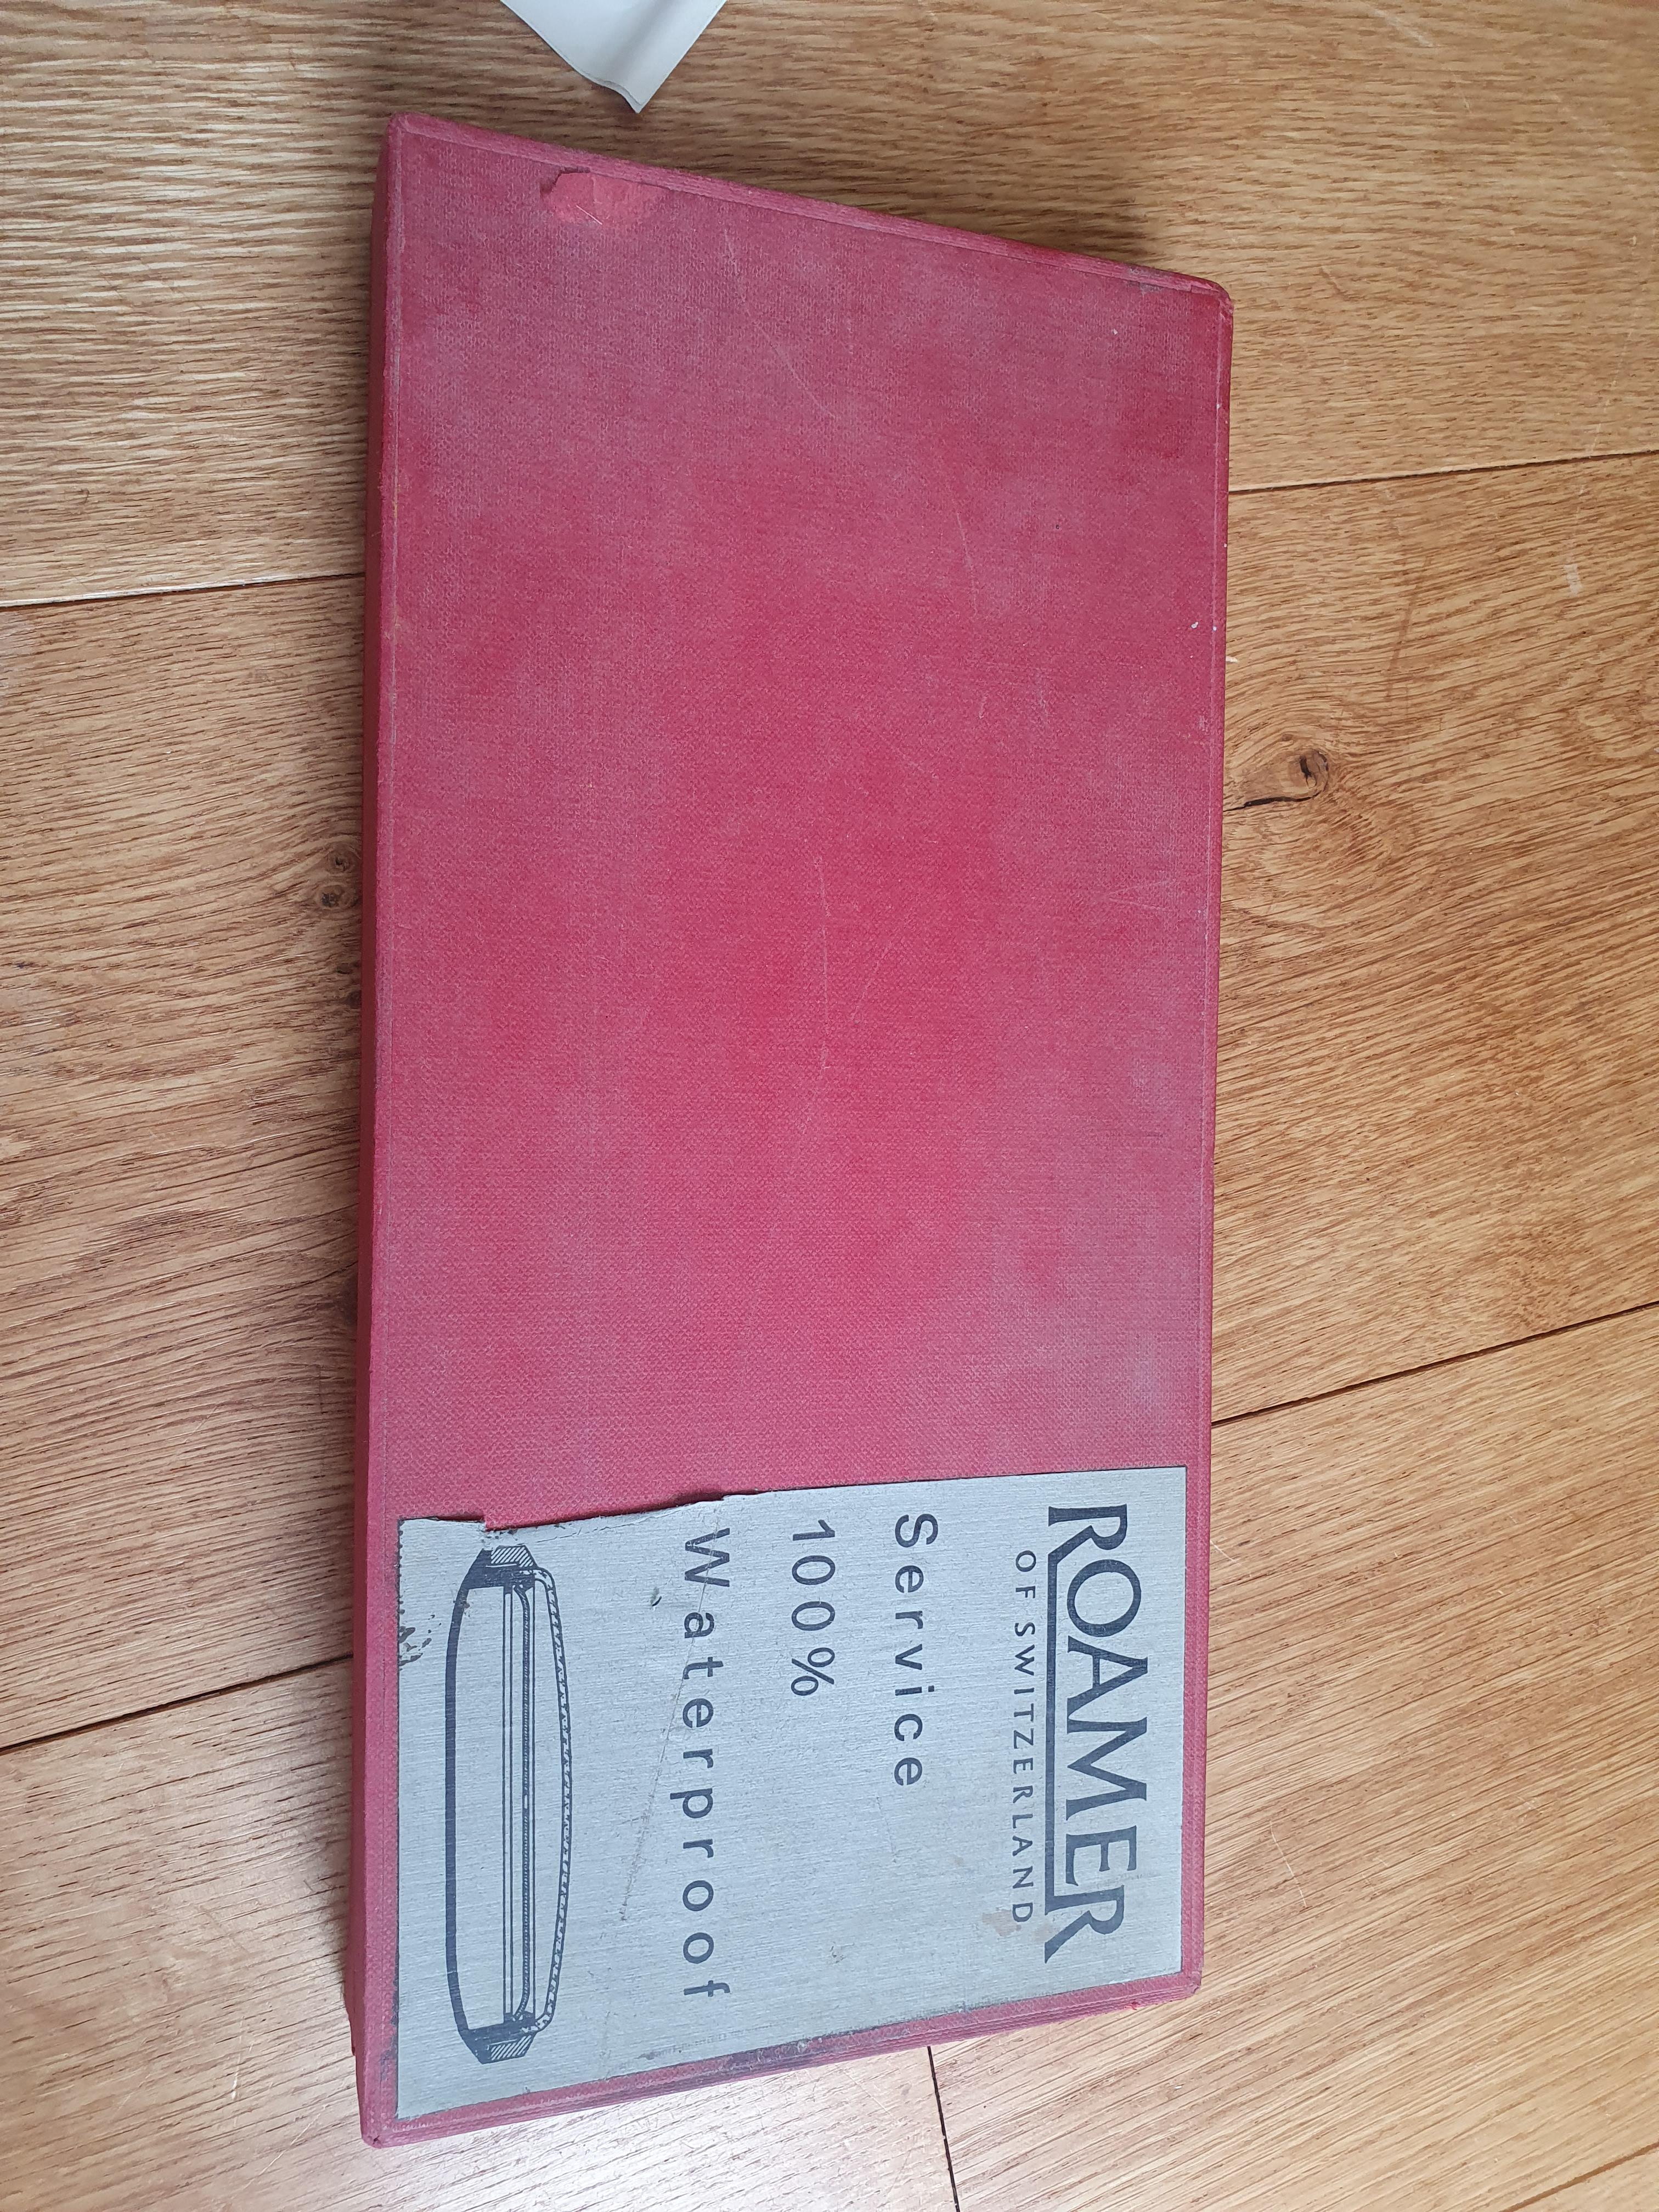 ROAMER
OF SWITZERLAND
Service
100%
Waterproof